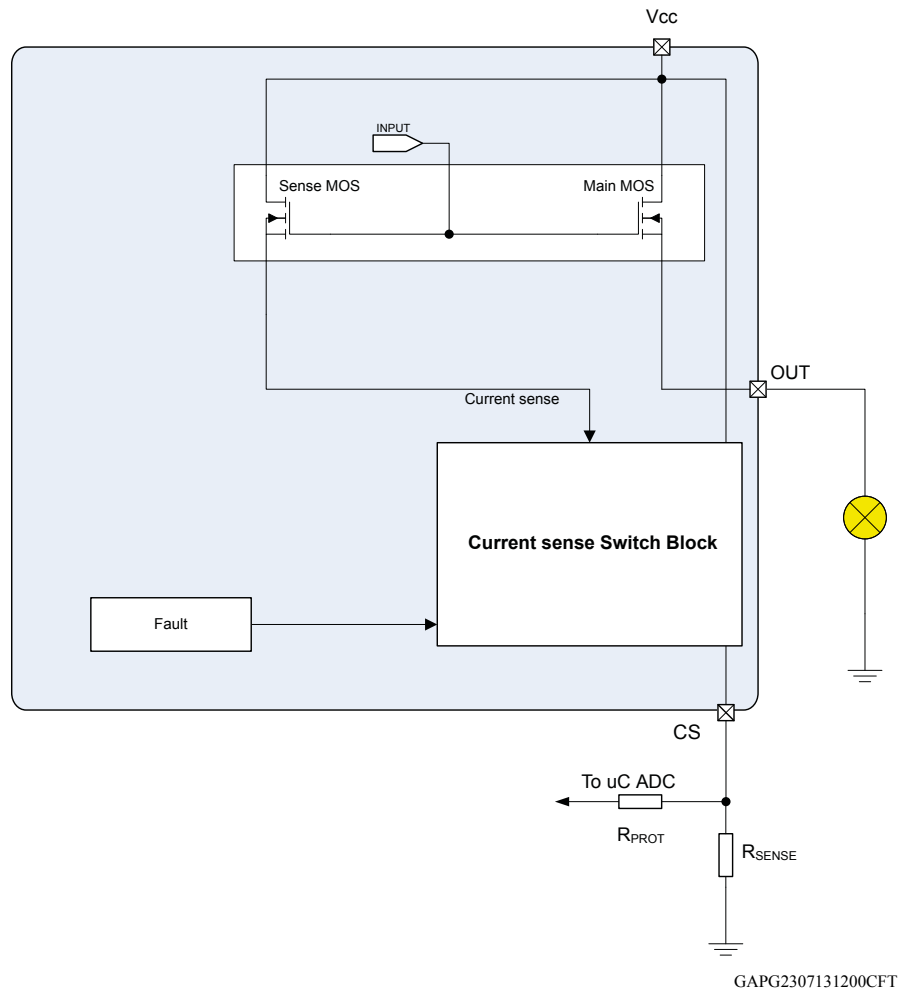 Vcc
INPUT
Sense MOS
Main MOS
OUT
Current sense
Current sense Switch Block
Fault
CS
To uC ADC
RPROT
RSENSE
GAPG2307131200CFT